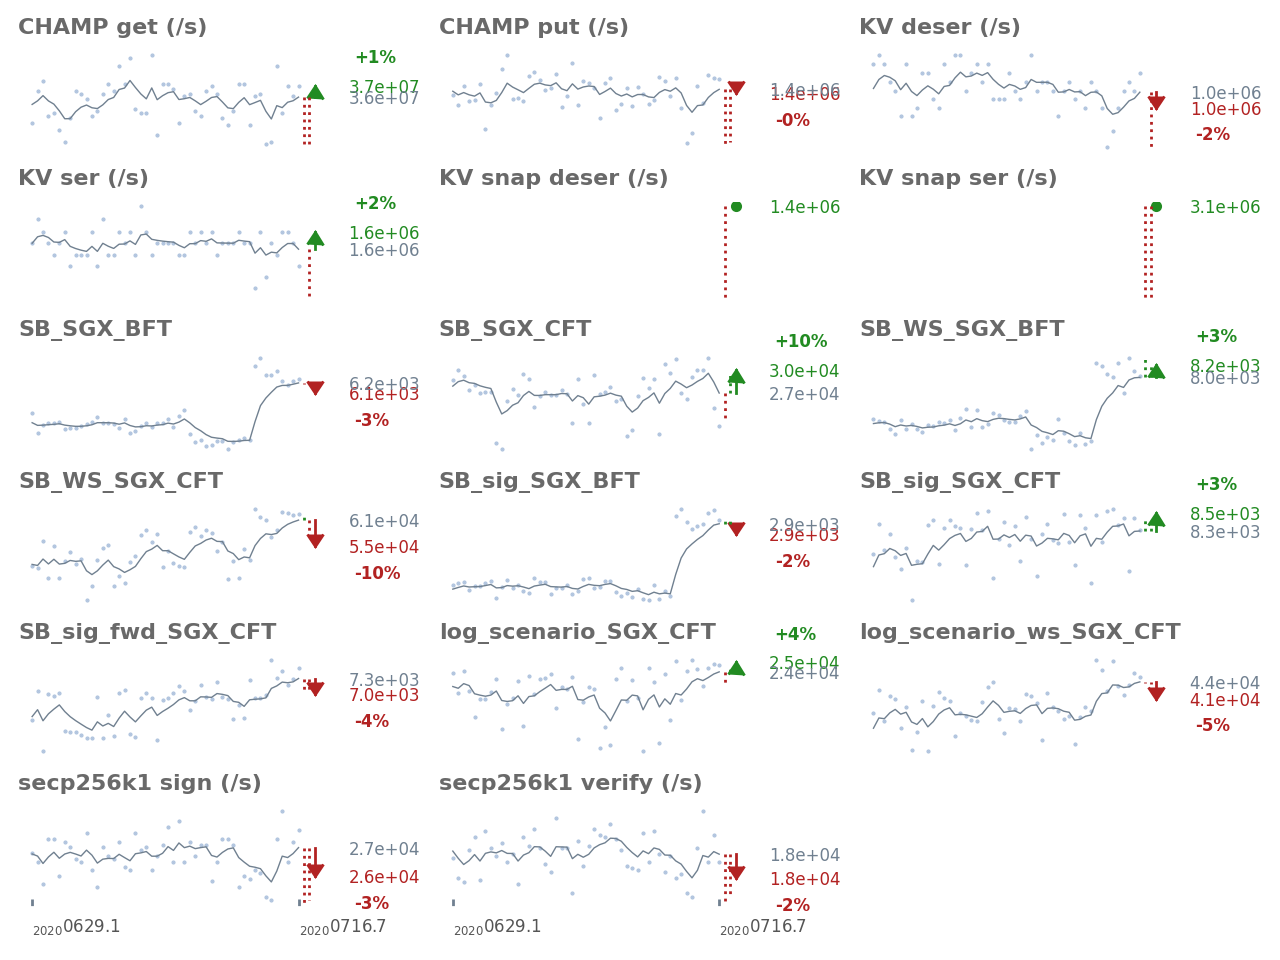 CHAMP get (/s)
+1%
3.7e+07
3.6e+07
CHAMP put (/s)
1.4e+06
1.4e+06
-0%
KV deser (/s)
1.0e+06
1.0e+06
-2%
KV ser (/s)
+2%
1.6e+06
1.6e+06
KV snap deser (/s)
1.4e+06
KV snap ser (/s)
3.1e+06
SB_SGX_BFT
6.2e+03
6.1e+03
-3%
SB_SGX_CFT
+10%
3.0e+04
2.7e+04
SB_WS_SGX_BFT
+3%
8.2e+03
8.0e+03
SB_WS_SGX_CFT
6.1e+04
5.5e+04
-10%
SB_sig_SGX_BFT
2.9e+03
2.9e+03
-2%
SB_sig_SGX_CFT
+3%
8.5e+03
8.3e+03
SB_sig_fwd_SGX_CFT
7.3e+03
7.0e+03
-4%
log_scenario_SGX_CFT
+4%
2.5e+04
2.4e+04
log_scenario_ws_SGX_CFT
4.4e+04
4.1e+04
-5%
secp256k1 sign (/s)
2.7e+04
2.6e+04
-3%
20200629.1
20200716.7
secp256k1 verify (/s)
1.8e+04
1.8e+04
-2%
20200629.1
20200716.7